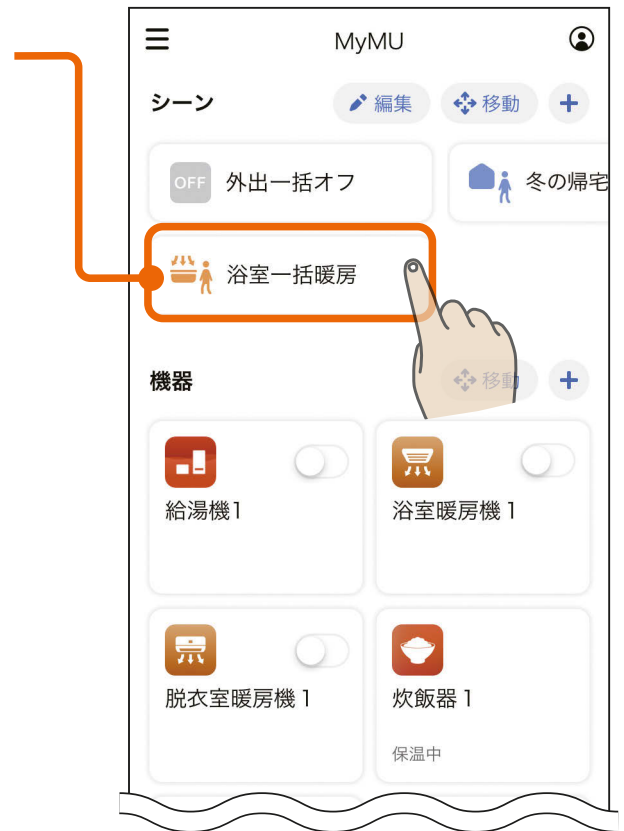 MyMU
シーン
編集
移動
OFF 外出一括オフ
冬の帰宅
浴室一括暖房
機器
移動
給湯機1
浴室暖房機 1
脱衣室暖房機 1
炊飯器 1
保温中